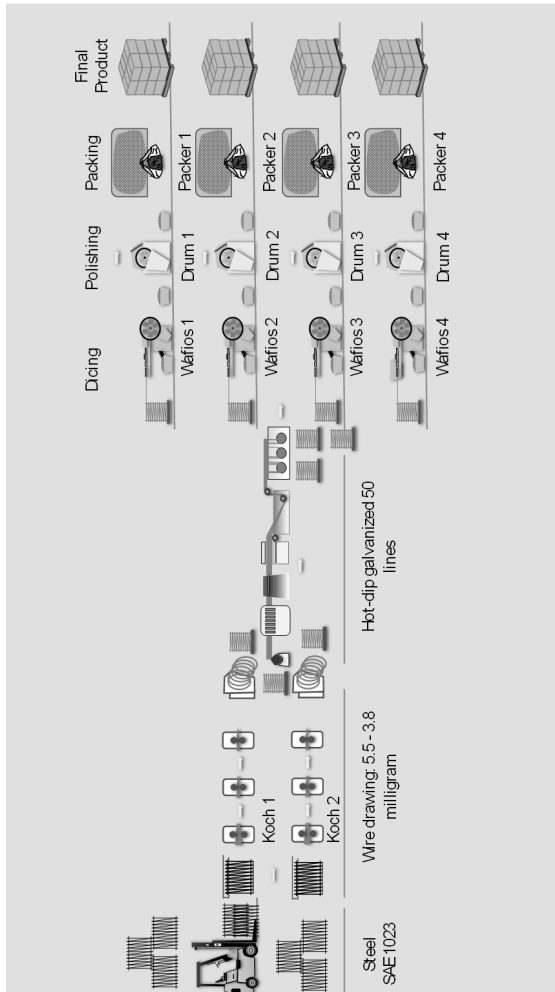 Steel
SAE1023
Wire drawing: 5.5 - 3.8
milligram
Koch 1
Koch 2
Hot-dip galvanized 50
lines
Dicing
Polishing
Packing
Final
Product
Wafios 1
Drum 1
Packer 1
Wafios 2
Drum 2
Packer 2
Wafios 3
Drum 3
Packer 3
Wafios 4
Drum 4
Packer 4